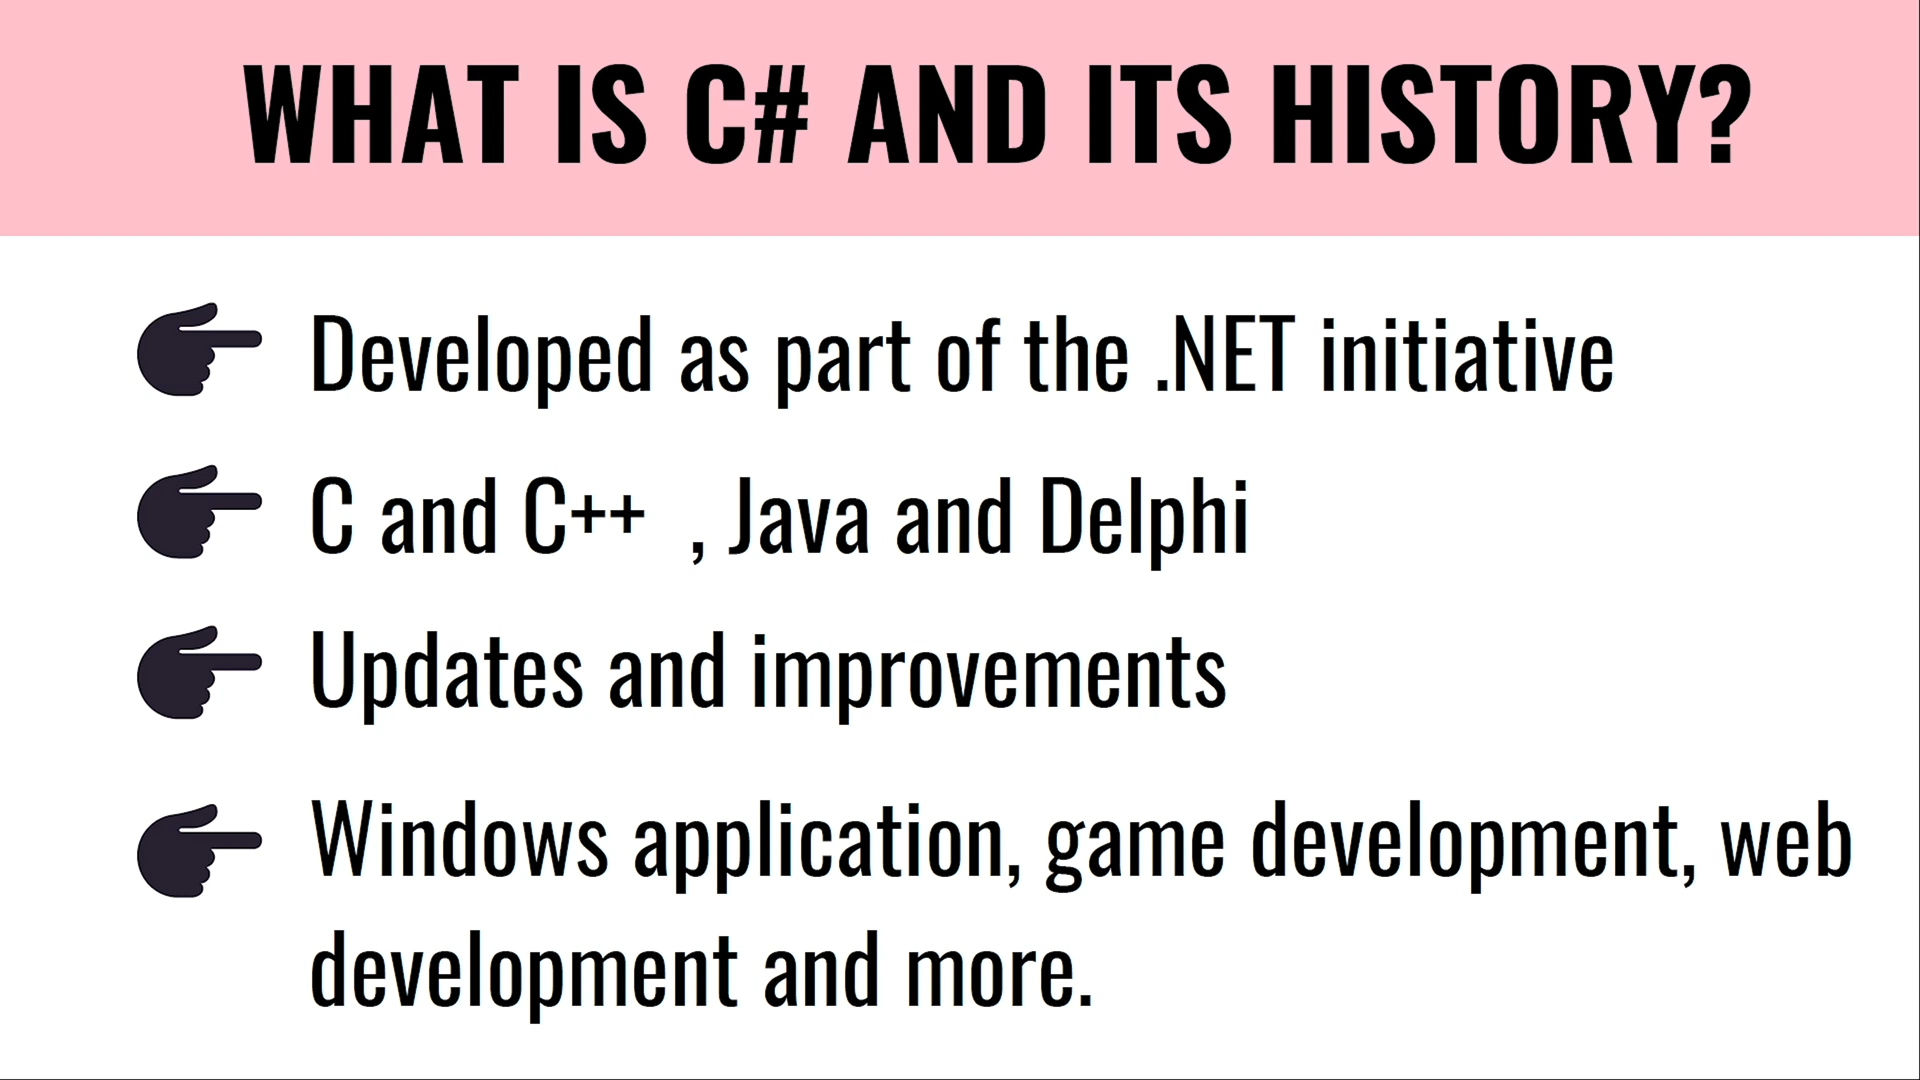 WHAT IS C# AND ITS HISTORY?
Developed as part of the .NET initiative
C and C++ , Java and Delphi
Updates and improvements
Windows application, game development, web
development and more.